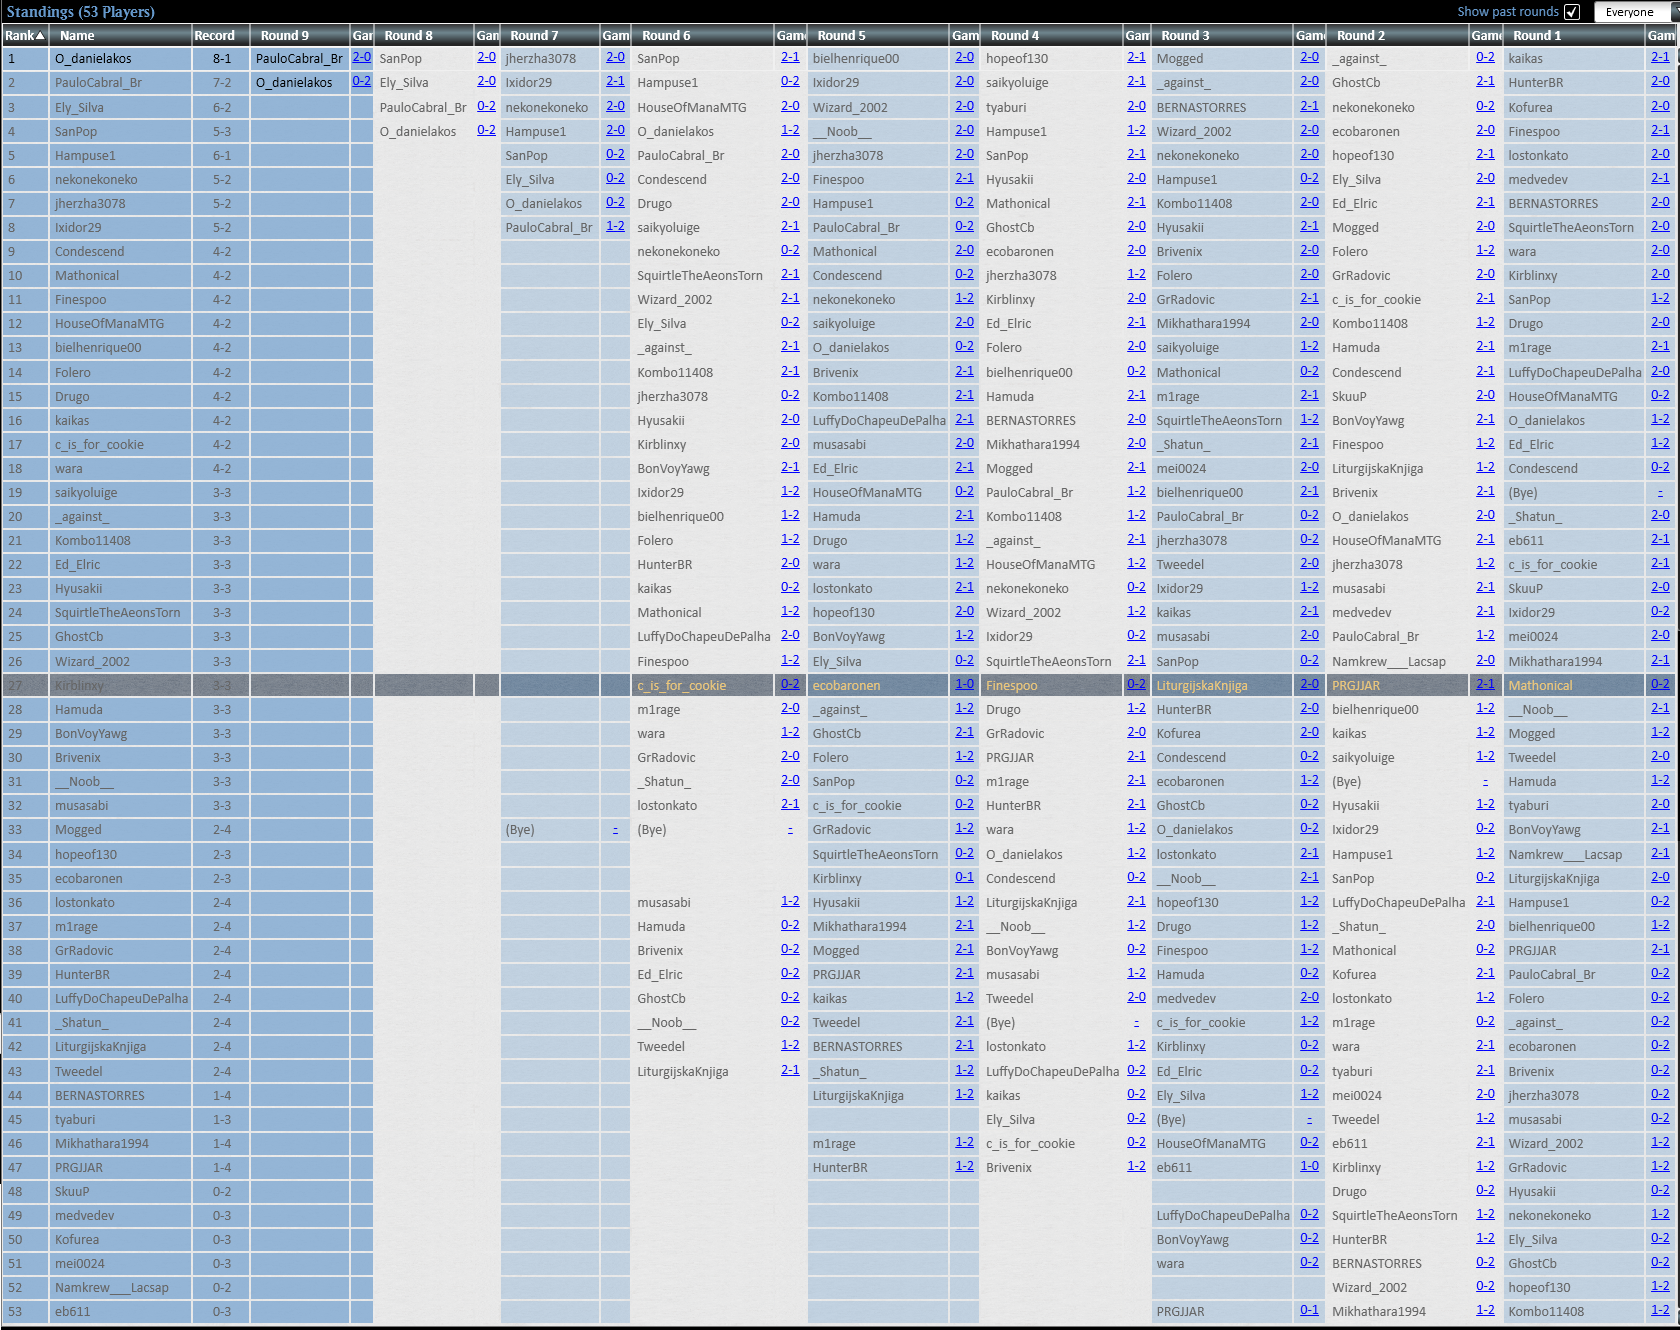 Standings (53 Players) Show past rounds Everyone
Rank Name Record Round 9 Gar Round 8 Gan Round 7 Gam Round 6 Game Round 5 Gam Round 4 Gam Round 3 Game Round 2 Game Round 1 Gam
1 O_danielakos 8-1 PauloCabral_Br 2-0 SanPop 2-0 jherzha3078 2-0 SanPop 2-1 bielhenrique00 2-0 hopeof130 2-1 Mogged 2-0 _against_ 0-2 kaikas 2-1
2 PauloCabral_Br 7-2 O_danielakos 0-2 Ely_Silva 2-0 Ixidor29 2-1 Hampuse1 0-2 Ixidor29 2-0 saikyoluige 2-1 _against_ 2-0 GhostCb 2-1 HunterBR 2-0
3 Ely_Silva 6-2 PauloCabral_Br 0-2 nekonekoneko 2-0 HouseOfManaMTG 2-0 Wizard_2002 2-0 tyaburi 2-0 BERNASTORRES 2-1 nekonekoneko 0-2 Kofurea 2-0
4 SanPop 5-3 O_danielakos 0-2 Hampuse1 2-0 O_danielakos 1-2 __Noob__ 2-0 Hampuse1 1-2 Wizard_2002 2-0 ecobaronen 2-0 Finespoo 2-1
5 Hampuse1 6-1 SanPop 0-2 PauloCabral_Br 2-0 jherzha3078 2-0 SanPop 2-1 nekonekoneko 2-0 hopeof130 2-1 lostonkato 2-0
6 nekonekoneko 5-2 Ely_Silva 0-2 Condescend 2-0 Finespoo 2-1 Hyusakii 2-0 Hampuse1 0-2 Ely_Silva 2-0 medvedev 2-1
7 jherzha3078 5-2 O_danielakos 0-2 Drugo 2-0 Hampuse1 0-2 Mathonical 2-1 Kombo11408 2-0 Ed_Elric 2-1 BERNASTORRES 2-0
8 Ixidor29 5-2 PauloCabral_Br 1-2 saikyoluige 2-1 PauloCabral_Br 0-2 GhostCb 2-0 Hyusakii 2-1 Mogged 2-0 SquirtleTheAeonsTorn 2-0
9 Condescend 4-2 nekonekoneko 0-2 Mathonical 2-0 ecobaronen 2-0 Brivenix 2-0 Folero 1-2 wara 2-0
10 Mathonical 4-2 SquirtleTheAeonsTorn 2-1 Condescend 0-2 jherzha3078 1-2 Folero 2-0 GrRadovic 2-0 Kirblinxy 2-0
11 Finespoo 4-2 Wizard_2002 2-1 nekonekoneko 1-2 Kirblinxy 2-0 GrRadovic 2-1 c_is_for_cookie 2-1 SanPop 1-2
12 HouseOfManaMTG 4-2 Ely_Silva 0-2 saikyoluige 2-0 Ed_Elric 2-1 Mikhathara1994 2-0 Kombo11408 1-2 Drugo 2-0
13 bielhenrique00 4-2 _against_ 2-1 O_danielakos 0-2 Folero 2-0 saikyoluige 1-2 Hamuda 2-1 m1rage 2-1
14 Folero 4-2 Kombo11408 2-1 Brivenix 2-1 bielhenrique00 0-2 Mathonical 0-2 Condescend 2-1 LuffyDoChapeuDePalha 2-0
15 Drugo 4-2 jherzha3078 0-2 Kombo11408 2-1 Hamuda 2-1 m1rage 2-1 SkuuP 2-0 HouseOfManaMTG 0-2
16 kaikas 4-2 Hyusakii 2-0 LuffyDoChapeuDePalha 2-1 BERNASTORRES 2-0 SquirtleTheAeonsTorn 1-2 BonVoyYawg 2-1 O_danielakos 1-2
17 c_is_for_cookie 4-2 Kirblinxy 2-0 musasabi 2-0 Mikhathara1994 2-0 _Shatun_ 2-1 Finespoo 1-2 Ed_Elric 1-2
18 wara 4-2 BonVoyYawg 2-1 Ed_Elric 2-1 Mogged 2-1 mei0024 2-0 LiturgijskaKnjiga 1-2 Condescend 0-2
19 saikyoluige 3-3 Ixidor29 1-2 HouseOfManaMTG 0-2 PauloCabral_Br 1-2 bielhenrique00 2-1 Brivenix 2-1 (Bye) -
20 _against_ 3-3 bielhenrique00 1-2 Hamuda 2-1 Kombo11408 1-2 PauloCabral_Br 0-2 O_danielakos 2-0 _Shatun_ 2-0
21 Kombo11408 3-3 Folero 1-2 Drugo 1-2 _against_ 2-1 jherzha3078 0-2 HouseOfManaMTG 2-1 eb611 2-1
22 Ed_Elric 3-3 HunterBR 2-0 wara 1-2 HouseOfManaMTG 1-2 Tweedel 2-0 jherzha3078 1-2 c_is_for_cookie 2-1
23 Hyusakii 3-3 kaikas 0-2 lostonkato 2-1 nekonekoneko 0-2 Ixidor29 1-2 musasabi 2-1 SkuuP 2-0
24 SquirtleTheAeonsTorn 3-3 Mathonical 1-2 hopeof130 2-0 Wizard_2002 1-2 kaikas 2-1 medvedev 2-1 Ixidor29 0-2
25 GhostCb 3-3 LuffyDoChapeuDePalha 2-0 BonVoyYawg 1-2 Ixidor29 0-2 musasabi 2-0 PauloCabral_Br 1-2 mei0024 2-0
26 Wizard_2002 3-3 Finespoo 1-2 Ely_Silva 0-2 SquirtleTheAeonsTorn 2-1 SanPop 0-2 Namkrew___Lacsap 2-0 Mikhathara1994 2-1
27 Kirblinxy 3-3 c_is_for_cookie 0-2 ecobaronen 1-0 Finespoo 0-2 LiturgijskaKnjiga 2-0 PRGJJAR 2-1 Mathonical 0-2
28 Hamuda 3-3 m1rage 2-0 _against_ 1-2 Drugo 1-2 HunterBR 2-0 bielhenrique00 1-2 __Noob__ 2-1
29 BonVoyYawg 3-3 wara 1-2 GhostCb 2-1 GrRadovic 2-0 Kofurea 2-0 kaikas 1-2 Mogged 1-2
30 Brivenix 3-3 GrRadovic 2-0 Folero 1-2 PRGJJAR 2-1 Condescend 0-2 saikyoluige 1-2 Tweedel 2-0
31 __Noob__ 3-3 _Shatun_ 2-0 SanPop 0-2 m1rage 2-1 ecobaronen 1-2 (Bye) - Hamuda 1-2
32 musasabi 3-3 lostonkato 2-1 c_is_for_cookie 0-2 HunterBR 2-1 GhostCb 0-2 Hyusakii 1-2 tyaburi 2-0
33 Mogged 2-4 (Bye) - (Bye) - GrRadovic 1-2 wara 1-2 O_danielakos 0-2 Ixidor29 0-2 BonVoyYawg 2-1
34 hopeof130 2-3 SquirtleTheAeonsTorn 0-2 O_danielakos 1-2 lostonkato 2-1 Hampuse1 1-2 Namkrew___Lacsap 2-1
35 ecobaronen 2-3 Kirblinxy 0-1 Condescend 0-2 __Noob__ 2-1 SanPop 0-2 LiturgijskaKnjiga 2-0
36 lostonkato 2-4 musasabi 1-2 Hyusakii 1-2 LiturgijskaKnjiga 2-1 hopeof130 1-2 LuffyDoChapeuDePalha 2-1 Hampuse1 0-2
37 m1rage 2-4 Hamuda 0-2 Mikhathara1994 2-1 __Noob__ 1-2 Drugo 1-2 _Shatun_ 2-0 bielhenrique00 1-2
38 GrRadovic 2-4 Brivenix 0-2 Mogged 2-1 BonVoyYawg 0-2 Finespoo 1-2 Mathonical 0-2 PRGJJAR 2-1
39 HunterBR 2-4 Ed_Elric 0-2 PRGJJAR 2-1 musasabi 1-2 Hamuda 0-2 Kofurea 2-1 PauloCabral_Br 0-2
40 LuffyDoChapeuDePalha 2-4 GhostCb 0-2 kaikas 1-2 Tweedel 2-0 medvedev 2-0 lostonkato 1-2 Folero 0-2
41 _Shatun_ 2-4 __Noob__ 0-2 Tweedel 2-1 (Bye) - c_is_for_cookie 1-2 m1rage 0-2 _against_ 0-2
42 LiturgijskaKnjiga 2-4 Tweedel 1-2 BERNASTORRES 2-1 lostonkato 1-2 Kirblinxy 0-2 wara 2-1 ecobaronen 0-2
43 Tweedel 2-4 LiturgijskaKnjiga 2-1 _Shatun_ 1-2 LuffyDoChapeuDePalha 0-2 Ed_Elric 0-2 tyaburi 2-1 Brivenix 0-2
44 BERNASTORRES 1-4 LiturgijskaKnjiga 1-2 kaikas 0-2 Ely_Silva 1-2 mei0024 2-0 jherzha3078 0-2
45 tyaburi 1-3 Ely_Silva 0-2 (Bye) - Tweedel 1-2 musasabi 0-2
46 Mikhathara1994 1-4 m1rage 1-2 c_is_for_cookie 0-2 HouseOfManaMTG 0-2 eb611 2-1 Wizard_2002 1-2
47 PRGJJAR 1-4 HunterBR 1-2 Brivenix 1-2 eb611 1-0 Kirblinxy 1-2 GrRadovic 1-2
48 SkuuP 0-2 Drugo 0-2 Hyusakii 0-2
49 medvedev 0-3 LuffyDoChapeuDePalha 0-2 SquirtleTheAeonsTorn 1-2 nekonekoneko 1-2
50 Kofurea 0-3 BonVoyYawg 0-2 HunterBR 1-2 Ely_Silva 0-2
51 mei0024 0-3 wara 0-2 BERNASTORRES 0-2 GhostCb 0-2
52 Namkrew___Lacsap 0-2 Wizard_2002 0-2 hopeof130 1-2
53 eb611 0-3 PRGJJAR 0-1 Mikhathara1994 1-2 Kombo11408 1-2